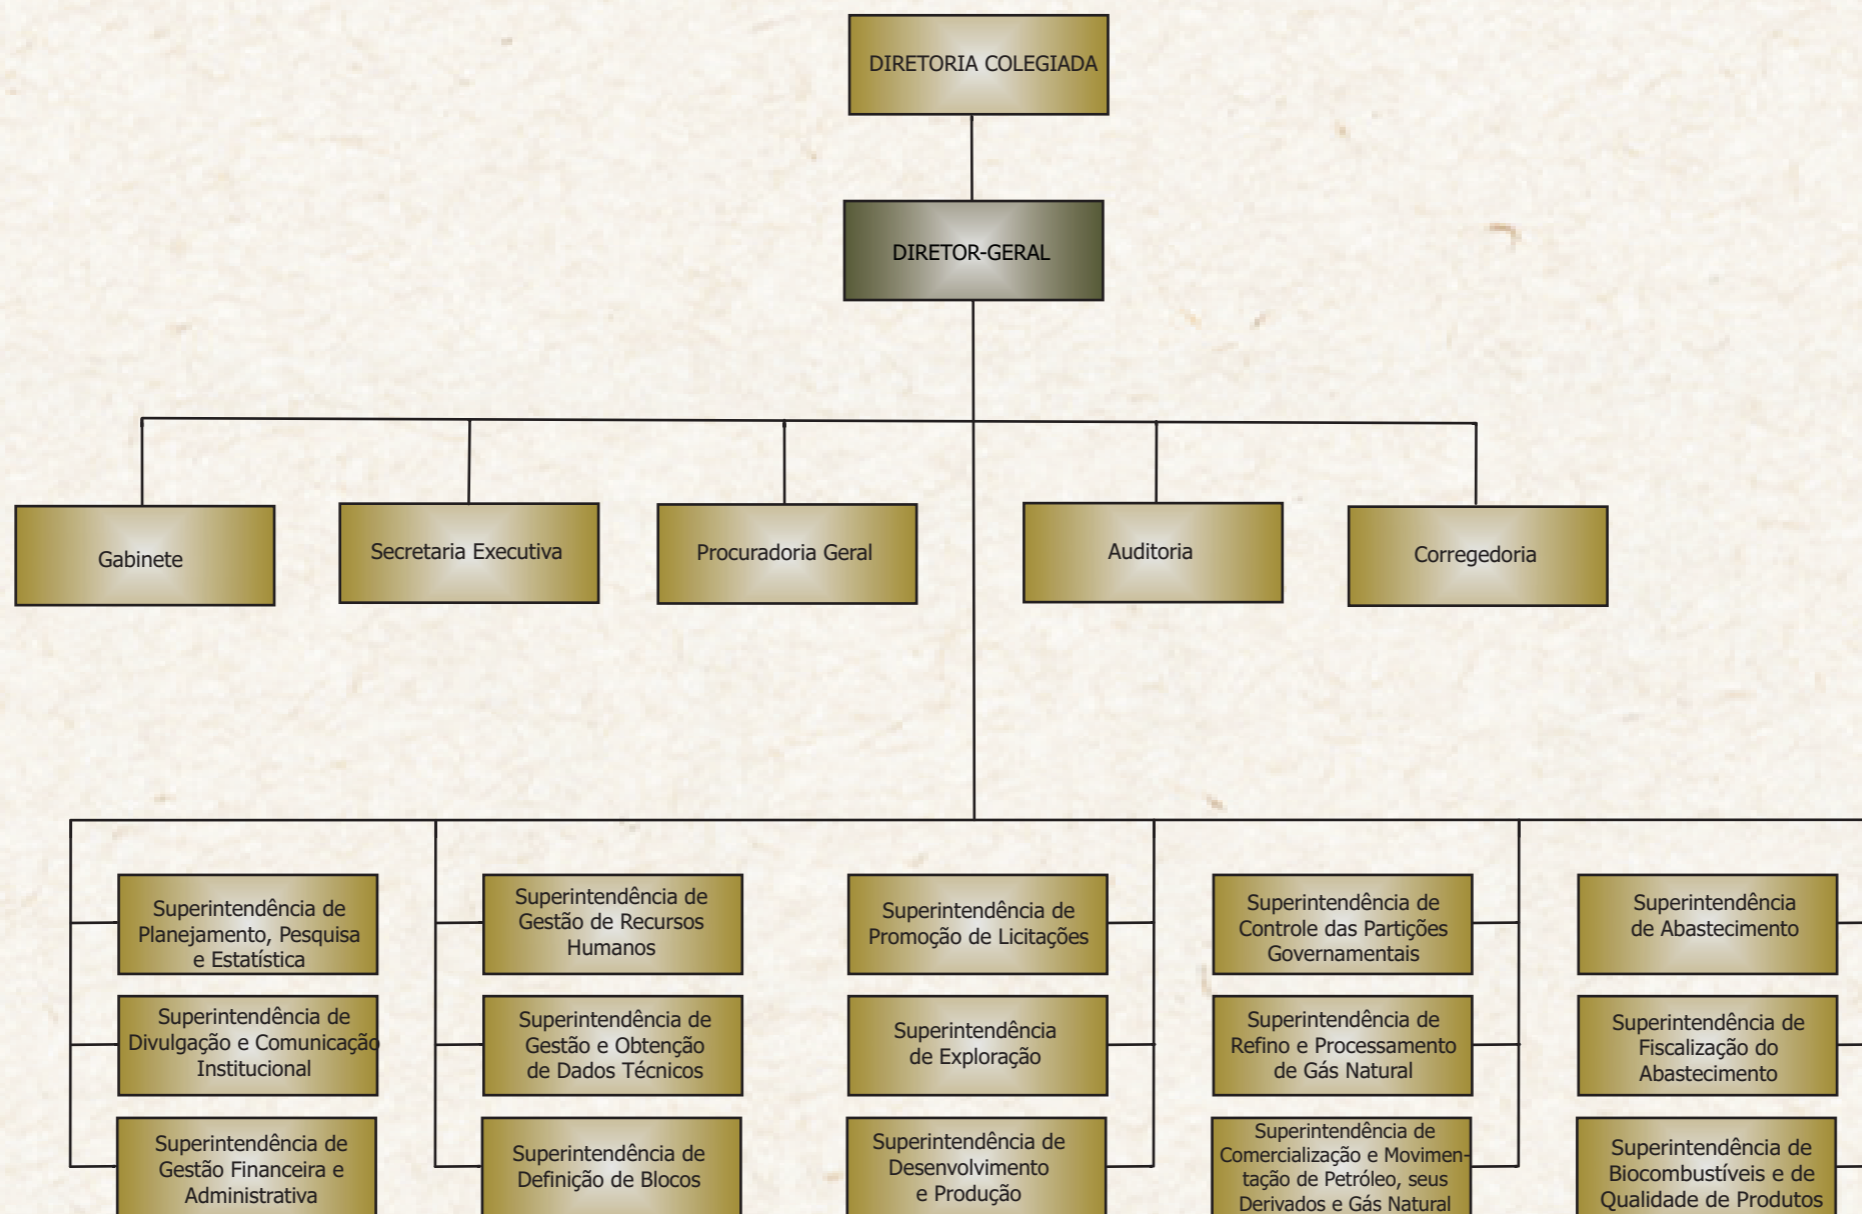 DIRETORIA COLEGIADA
DIRETOR-GERAL
Gabinete
Secretaria Executiva
Procuradoria Geral
Auditoria
Corregedoria
Superintendência de
Planejamento, Pesquisa
e Estatística
Superintendência de
Gestão de Recursos
Humanos
Superintendência de
Promoção de Licitações
Superintendência de
Controle das Partições
Governamentais
Superintendência
de Abastecimento
Superintendência de
Divulgação e Comunicação
Institucional
Superintendência de
Gestão e Obtenção
de Dados Técnicos
Superintendência
de Exploração
Superintendência de
Refino e Processamento
de Gás Natural
Superintendência de
Fiscalização do
Abastecimento
Superintendência de
Gestão Financeira e
Administrativa
Superintendência de
Definição de Blocos
Superintendência de
Desenvolvimento
e Produção
Superintendência de
Comercialização e Movimen-
tação de Petróleo, seus
Derivados e Gás Natural
Superintendência de
Biocombustíveis e de
Qualidade de Produtos